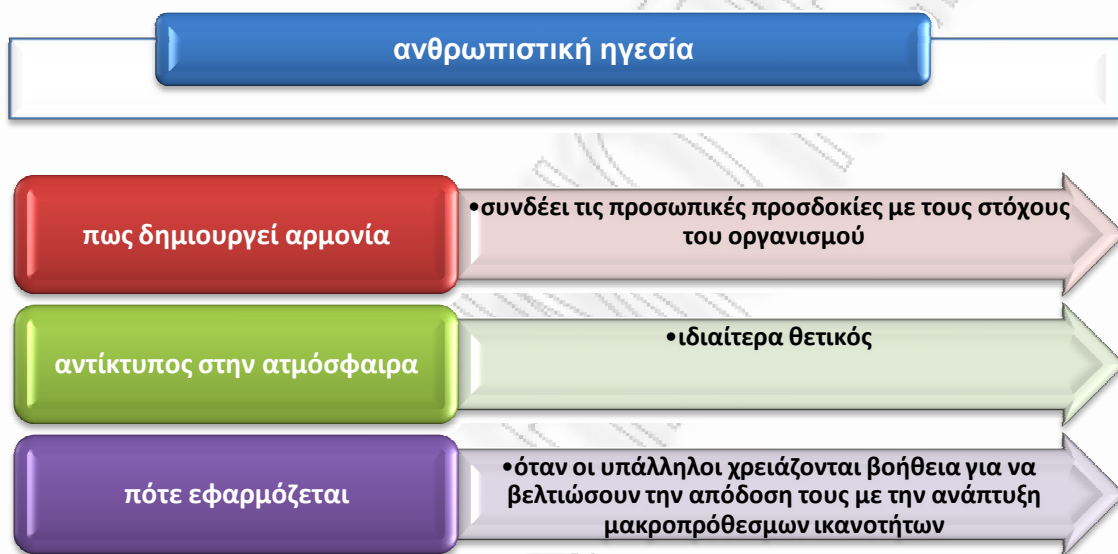 ανθρωπιστική ηγεσία
πως δημιουργεί αρμονία
•συνδέει τις προσωπικές προσδοκίες με τους στόχους
του οργανισμού
αντίκτυπος στην ατμόσφαιρα
•ιδιαίτερα θετικός
πότε εφαρμόζεται
•όταν οι υπάλληλοι χρειάζονται βοήθεια για να
βελτιώσουν την απόδοση τους με την ανάπτυξη
μακροπρόθεσμων ικανοτήτων